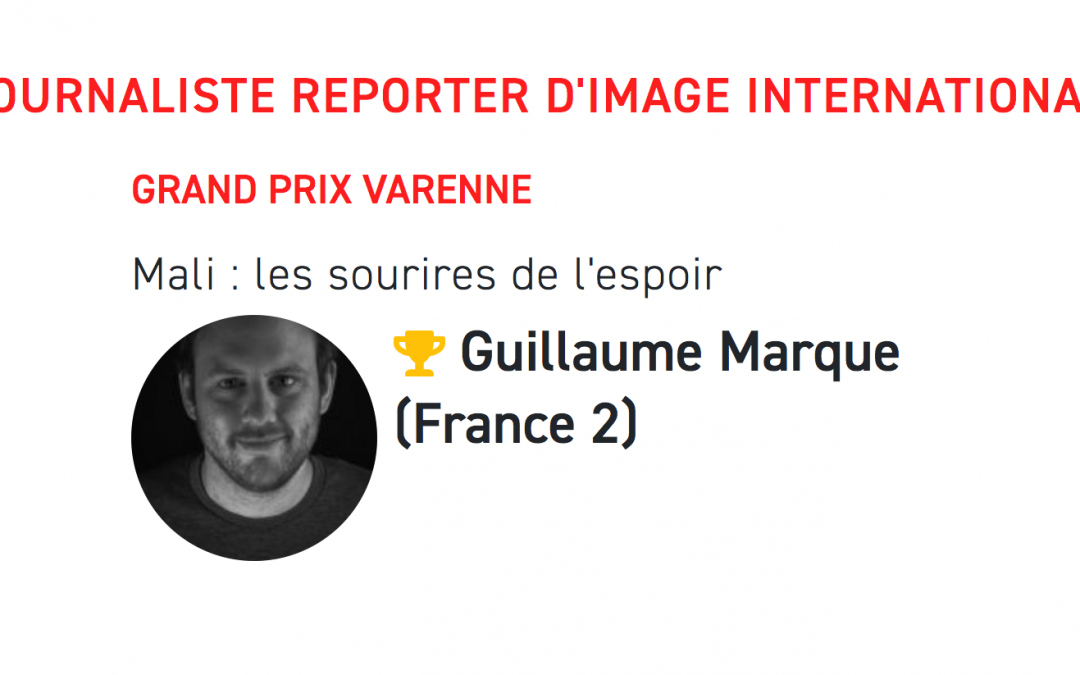 OURNALISTE REPORTER D'IMAGE INTERNATIONA
GRAND PRIX VARENNE
Mali : les sourires de l'espoir
Guillaume Marque
(France 2)